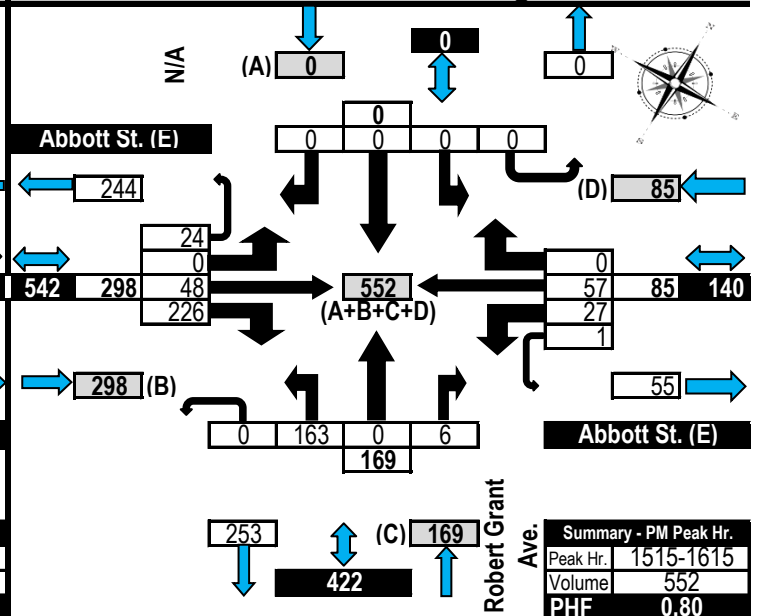 N/A
(A) 0
0
0
0
0 0 0 0
Abbott St. (E)
244
(D) 85
24
0
542 298 48
226
552
(A+B+C+D)
0
57 85 140
27
1
298 (B)
55
0 163 0 6
169
Abbott St. (E)
253
(C) 169
422
Robert Grant
Ave.
Summary - PM Peak Hr.
Peak Hr. 1515-1615
Volume 552
PHF 0.80